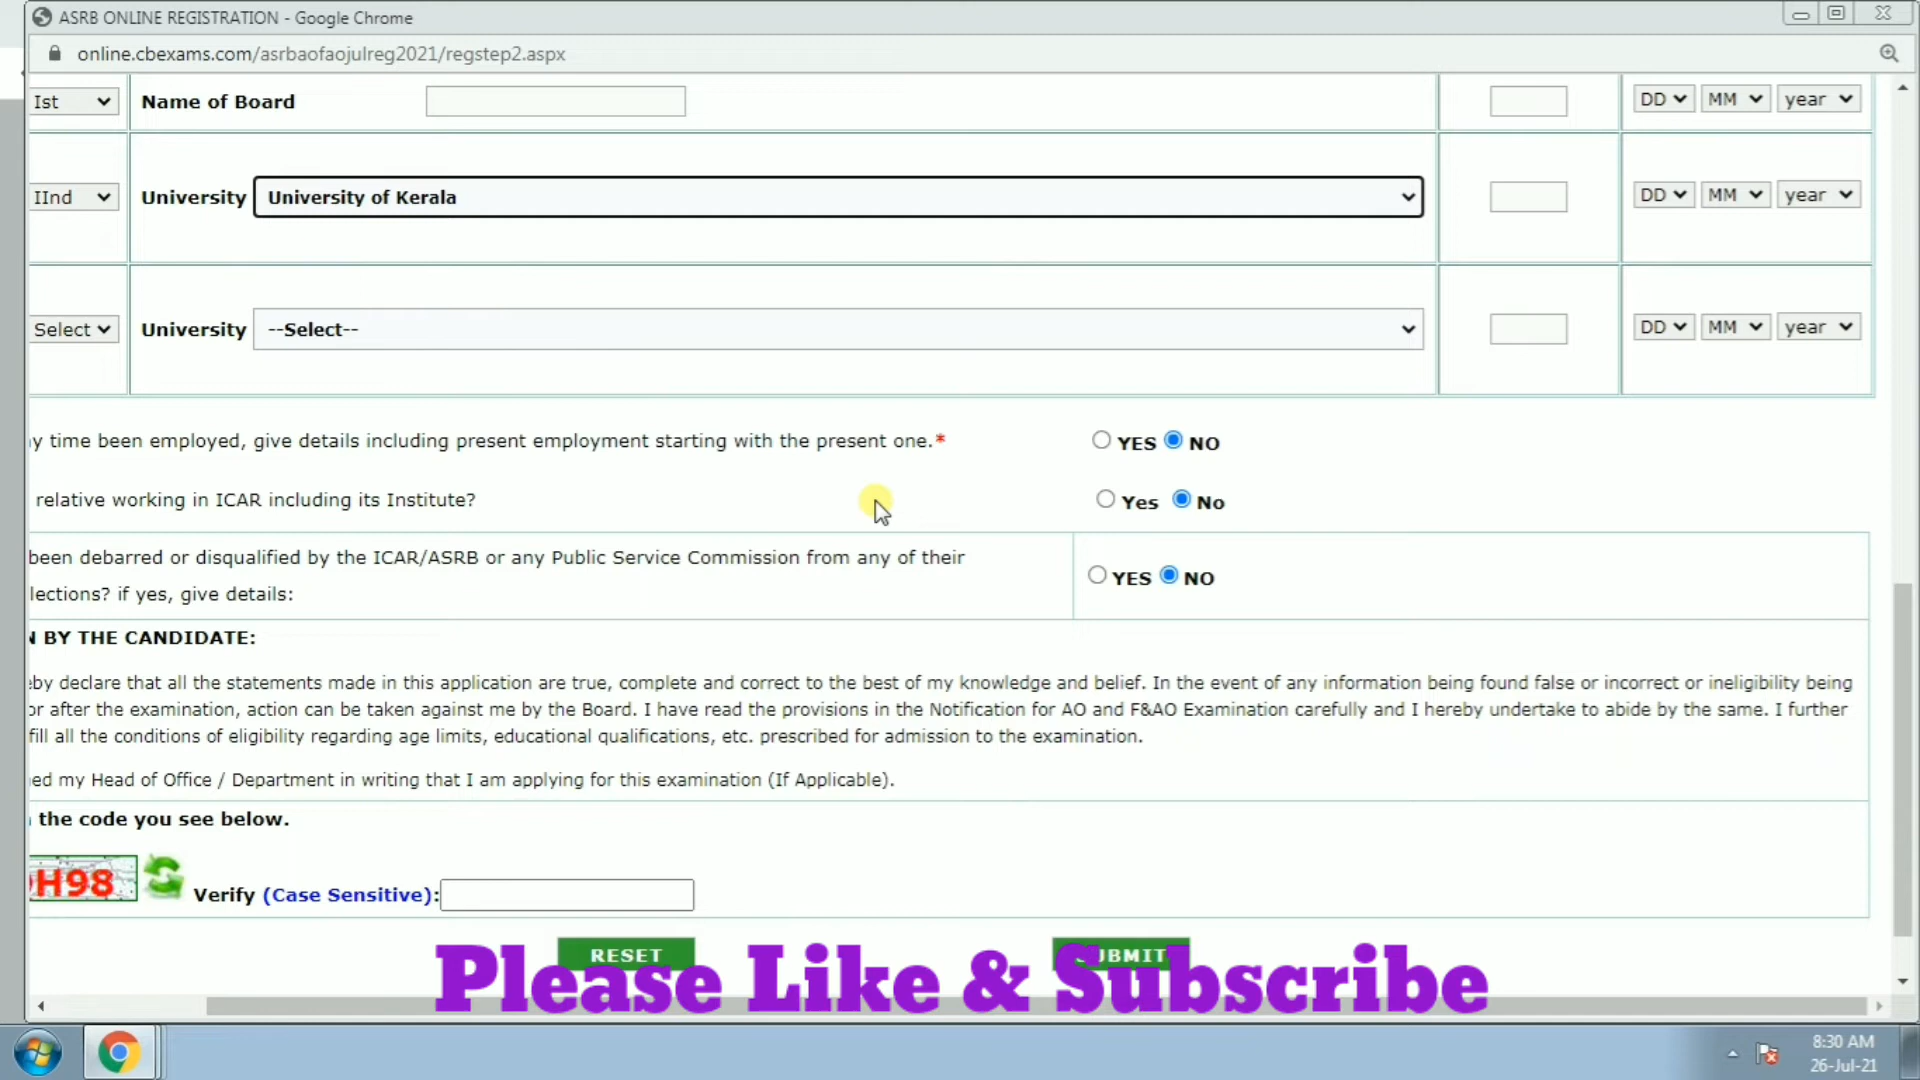 ASRB ONLINE REGISTRATION - Google Chrome
online.cbexams.com/asrbaofaojulreg2021/regstep2.aspx
Ist Name of Board DD MM year
IInd University University of Kerala DD MM year
Select University --Select-- DD MM year
y time been employed, give details including present employment starting with the present one.* YES NO
relative working in ICAR including its Institute? Yes No
been debarred or disqualified by the ICAR/ASRB or any Public Service Commission from any of their
lections? if yes, give details: YES NO
N BY THE CANDIDATE:
eby declare that all the statements made in this application are true, complete and correct to the best of my knowledge and belief. In the event of any information being found false or incorrect or ineligibility being
or after the examination, action can be taken against me by the Board. I have read the provisions in the Notification for AO and F&AO Examination carefully and I hereby undertake to abide by the same. I further
fill all the conditions of eligibility regarding age limits, educational qualifications, etc. prescribed for admission to the examination.
ed my Head of Office / Department in writing that I am applying for this examination (If Applicable).
the code you see below.
H98 Verify (Case Sensitive):
RESET SUBMIT
Please Like & Subscribe
8:30 AM
26-Jul-21